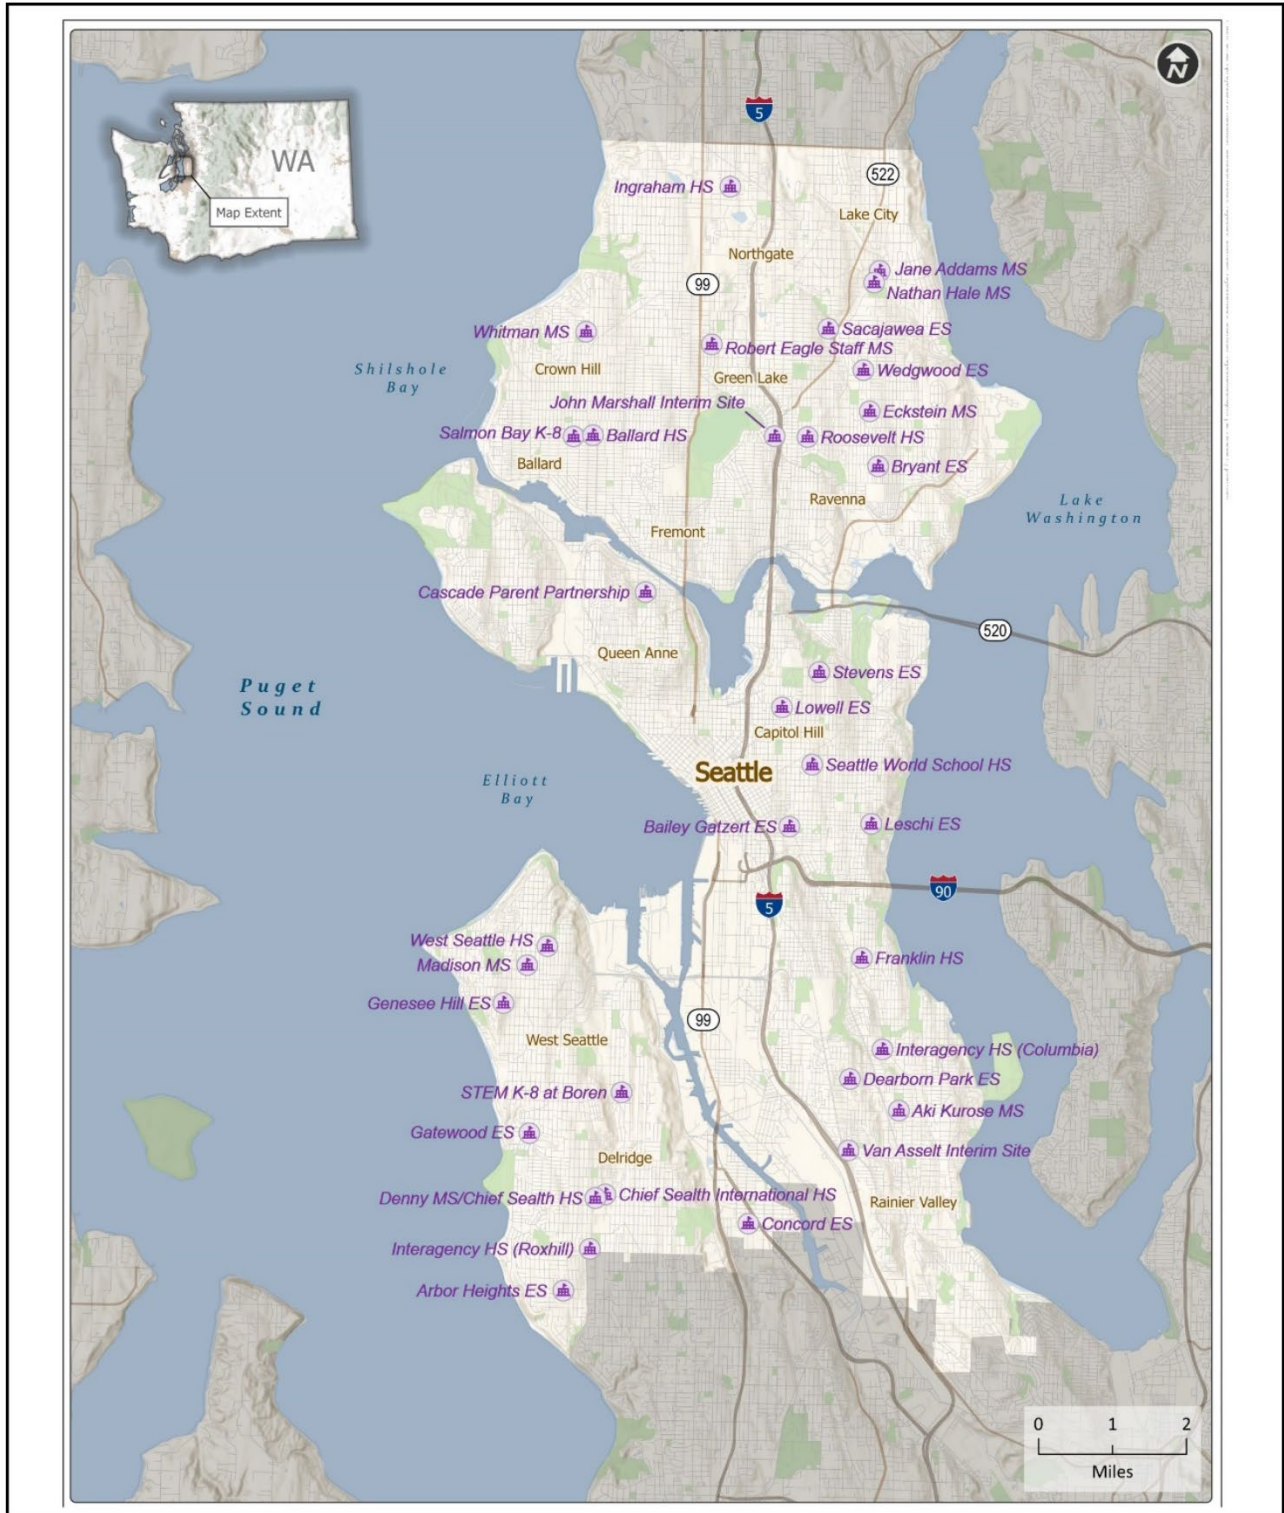 N
5
WA
Map Extent
522
Ingraham HS
Lake City
Northgate
Jane Addams MS
99
Nathan Hale MS
Whitman MS
Sacajawea ES
Robert Eagle Staff MS
Shilshole
Bay
Crown Hill
Green Lake
Wedgwood ES
John Marshall Interim Site
Eckstein MS
Salmon Bay K-8
Ballard HS
Roosevelt HS
Ballard
Bryant ES
Ravenna
Lake
Washington
Fremont
Cascade Parent Partnership
520
Queen Anne
Stevens ES
Puget
Sound
Lowell ES
Capitol Hill
Seattle
Seattle World School HS
Elliott
Bay
Bailey Gatzert ES
Leschi ES
90
5
West Seattle HS
Franklin HS
Madison MS
Genesee Hill ES
99
West Seattle
Interagency HS (Columbia)
Dearborn Park ES
STEM K-8 at Boren
Aki Kurose MS
Gatewood ES
Van Asselt Interim Site
Delridge
Denny MS/Chief Sealth HS
Chief Sealth International HS
Rainier Valley
Concord ES
Interagency HS (Roxhill)
Arbor Heights ES
0 1 2
Miles